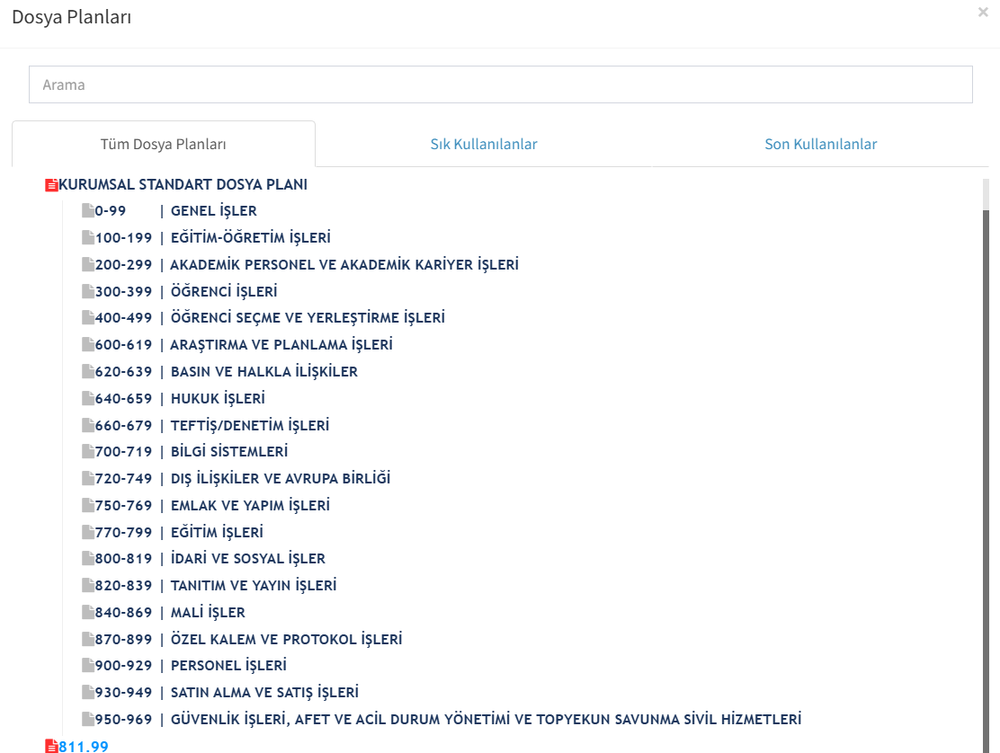 Dosya Planları
×
Arama
Tüm Dosya Planları
Sık Kullanılanlar
Son Kullanılanlar
KURUMSAL STANDART DOSYA PLANI
0-99 | GENEL İŞLER
100-199 | EĞİTİM-ÖĞRETİM İŞLERİ
200-299 | AKADEMİK PERSONEL VE AKADEMİK KARİYER İŞLERİ
300-399 | ÖĞRENCİ İŞLERİ
400-499 | ÖĞRENCİ SEÇME VE YERLEŞTİRME İŞLERİ
600-619 | ARAŞTIRMA VE PLANLAMA İŞLERİ
620-639 | BASIN VE HALKLA İLİŞKİLER
640-659 | HUKUK İŞLERİ
660-679 | TEFTİŞ/DENETİM İŞLERİ
700-719 | BİLGİ SİSTEMLERİ
720-749 | DIŞ İLİŞKİLER VE AVRUPA BİRLİĞİ
750-769 | EMLAK VE YAPIM İŞLERİ
770-799 | EĞİTİM İŞLERİ
800-819 | İDARİ VE SOSYAL İŞLER
820-839 | TANITIM VE YAYIN İŞLERİ
840-869 | MALİ İŞLER
870-899 | ÖZEL KALEM VE PROTOKOL İŞLERİ
900-929 | PERSONEL İŞLERİ
930-949 | SATIN ALMA VE SATIŞ İŞLERİ
950-969 | GÜVENLİK İŞLERİ, AFET VE ACİL DURUM YÖNETİMİ VE TOPYEKUN SAVUNMA SİVİL HİZMETLERİ
811.99